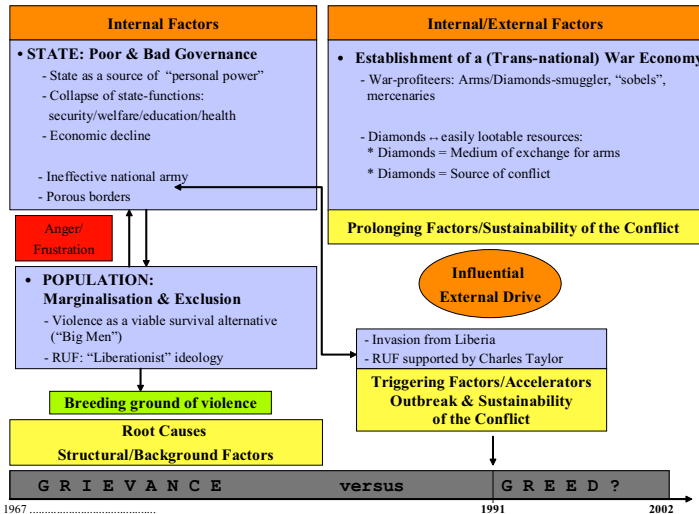 Internal Factors
• STATE: Poor & Bad Governance
- State as a source of “personal power”
- Collapse of state-functions:
security/welfare/education/health
- Economic decline
- Ineffective national army
- Porous borders
Anger/
Frustration
• POPULATION:
Marginalisation & Exclusion
- Violence as a viable survival alternative
(“Big Men”)
- RUF: “Liberationist” ideology
Breeding ground of violence
Root Causes
Structural/Background Factors
Internal/External Factors
• Establishment of a (Trans-national) War Economy
- War-profiteers: Arms/Diamonds-smuggler, “sobels”,
mercenaries
- Diamonds ↔ easily lootable resources:
* Diamonds = Medium of exchange for arms
* Diamonds = Source of conflict
Prolonging Factors/Sustainability of the Conflict
Influential
External Drive
- Invasion from Liberia
- RUF supported by Charles Taylor
Triggering Factors/Accelerators
Outbreak & Sustainability
of the Conflict
G R I E V A N C E versus G R E E D ?
1967 ............................................ 1991 2002